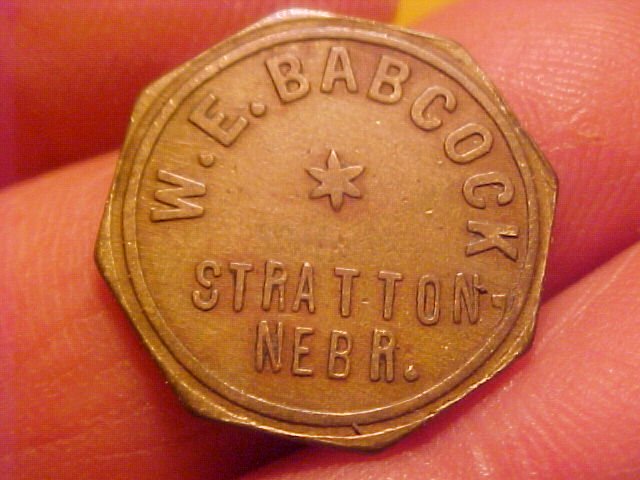 W.E. BABCOCK,
STRATTON,
NEBR.